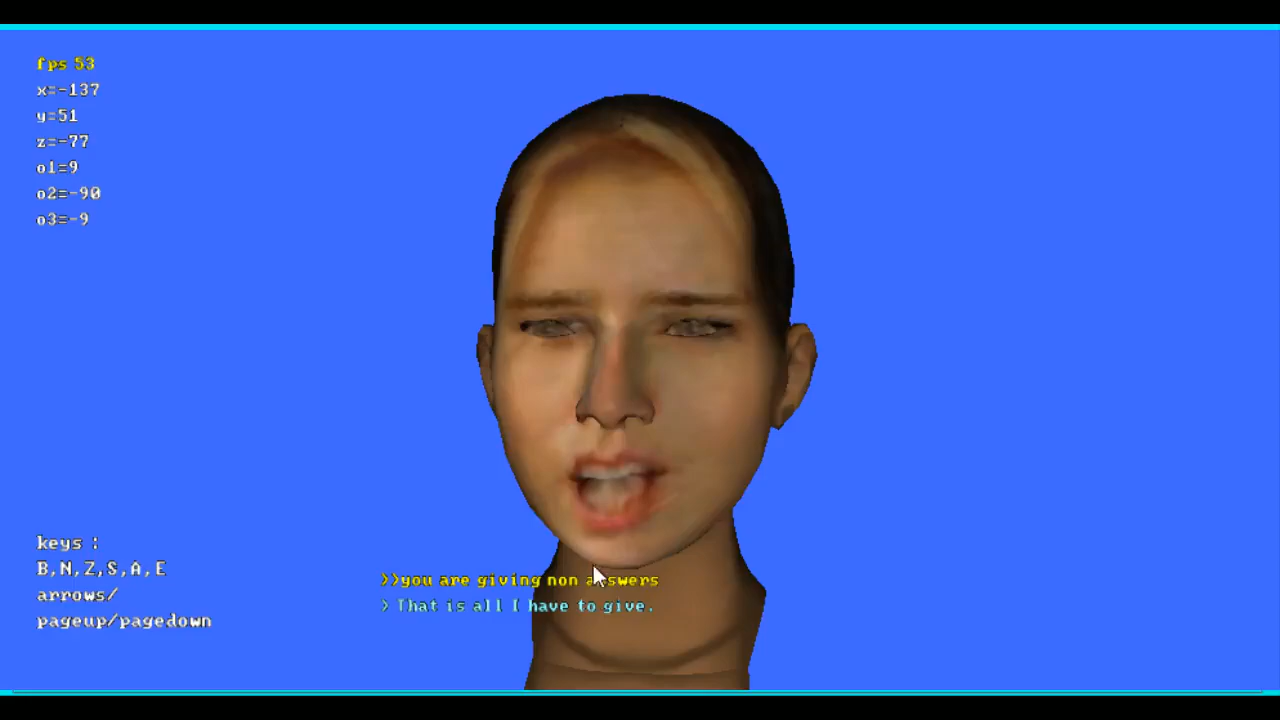 fps 53
x=-137
y=51
z=-77
o1=9
o2=-90
o3=-9
keys :
B,N,Z,S,A,E
arrows/
pageup/pagedown
>>you are giving non answers
> That is all I have to give.